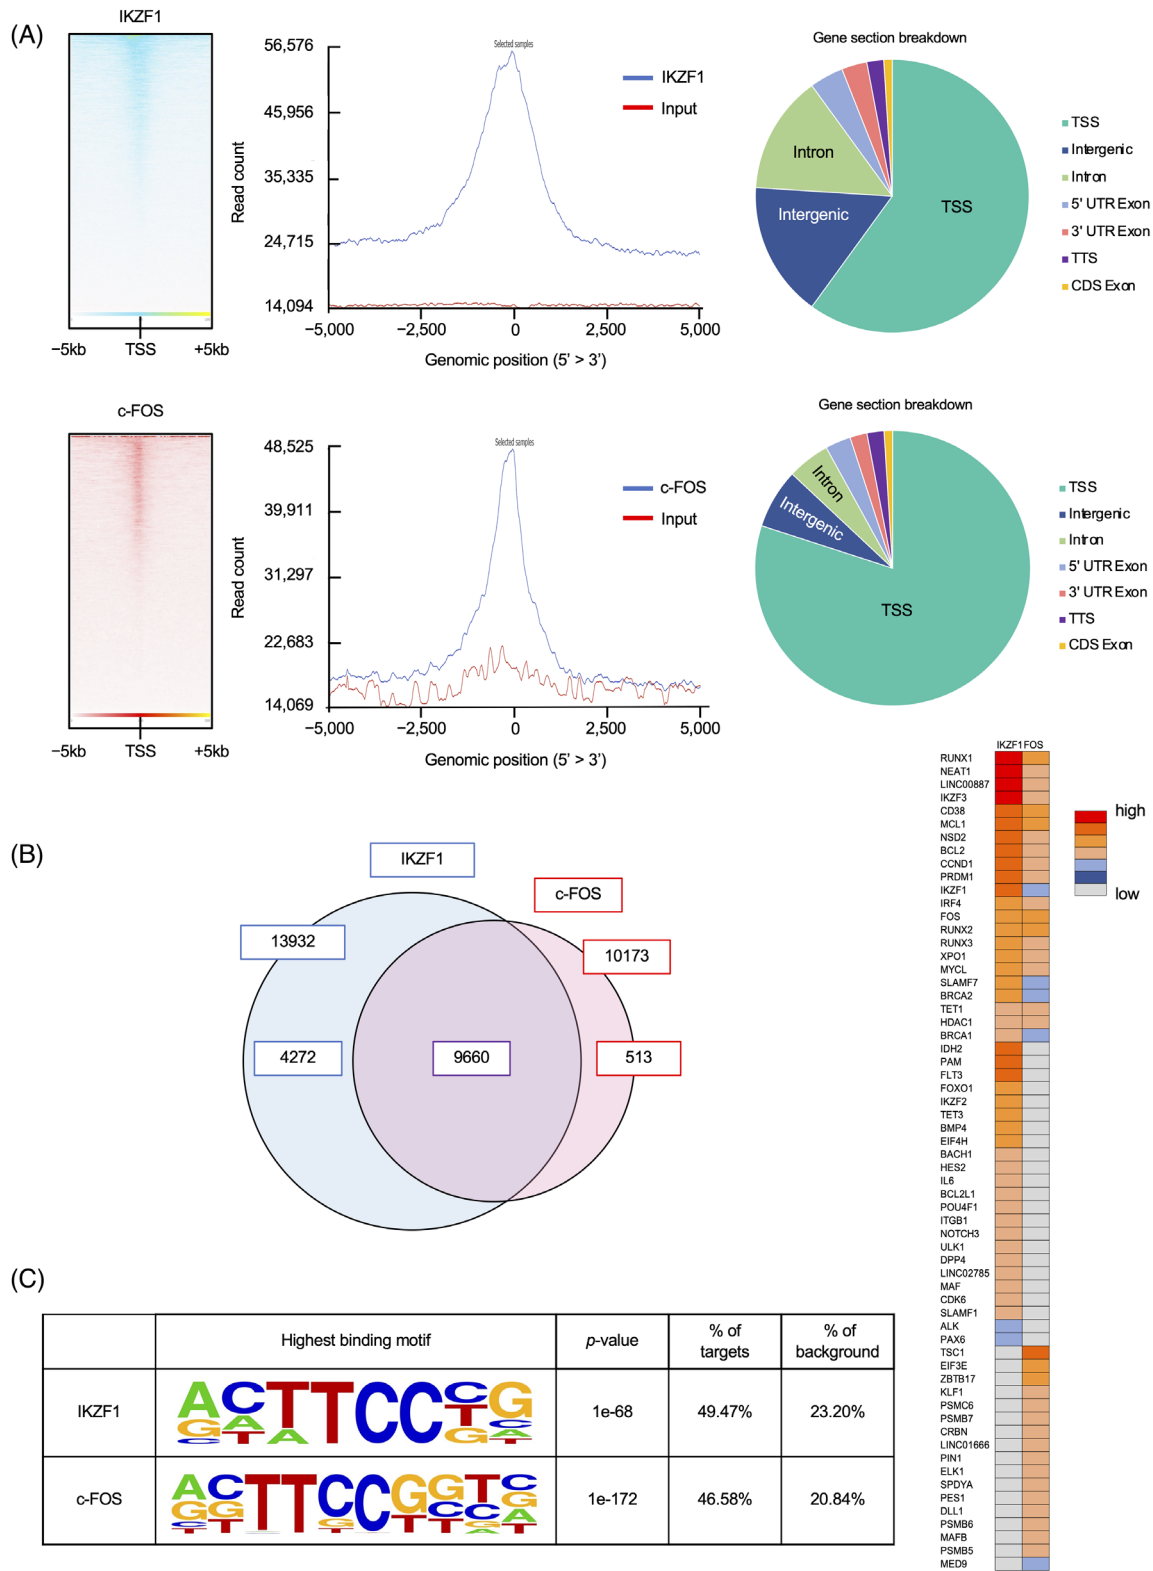 (A)
IKZF1
−5kb
TSS
+5kb
Read count
56,576
45,956
35,335
24,715
14,094
Selected samples
IKZF1
Input
−5,000
−2,500
0
2,500
5,000
Genomic position (5' > 3')
Gene section breakdown
TSS
Intergenic
Intron
TSS
Intergenic
Intron
5' UTR Exon
3' UTR Exon
TTS
CDS Exon
c-FOS
−5kb
TSS
+5kb
Read count
48,525
39,911
31,297
22,683
14,069
Selected samples
c-FOS
Input
−5,000
−2,500
0
2,500
5,000
Genomic position (5' > 3')
Gene section breakdown
TSS
Intergenic
Intron
TSS
Intergenic
Intron
5' UTR Exon
3' UTR Exon
TTS
CDS Exon
(B)
IKZF1
c-FOS
13932
10173
4272
9660
513
IKZF1 FOS
RUNX1
NEAT1
LINC00887
IKZF3
CD38
MCL1
NSD2
BCL2
CCND1
PRDM1
IKZF1
IRF4
FOS
RUNX2
RUNX3
XPO1
MYCL
SLAMF7
BRCA2
TET1
HDAC1
BRCA1
IDH2
PAM
FLT3
FOXO1
IKZF2
TET3
BMP4
EIF4H
BACH1
HES2
IL6
BCL2L1
POU4F1
ITGB1
NOTCH3
ULK1
DPP4
LINC02785
MAF
CDK6
SLAMF1
ALK
PAX6
TSC1
EIF3E
ZBTB17
KLF1
PSMC6
PSMB7
CRBN
LINC01666
PIN1
ELK1
SPDYA
PES1
DLL1
PSMB6
MAFB
PSMB5
MED9
high
low
(C)
Highest binding motif
p-value
% of targets
% of background
IKZF1
ACTTCCCG
1e-68
49.47%
23.20%
c-FOS
ACTTCCGGTC
1e-172
46.58%
20.84%